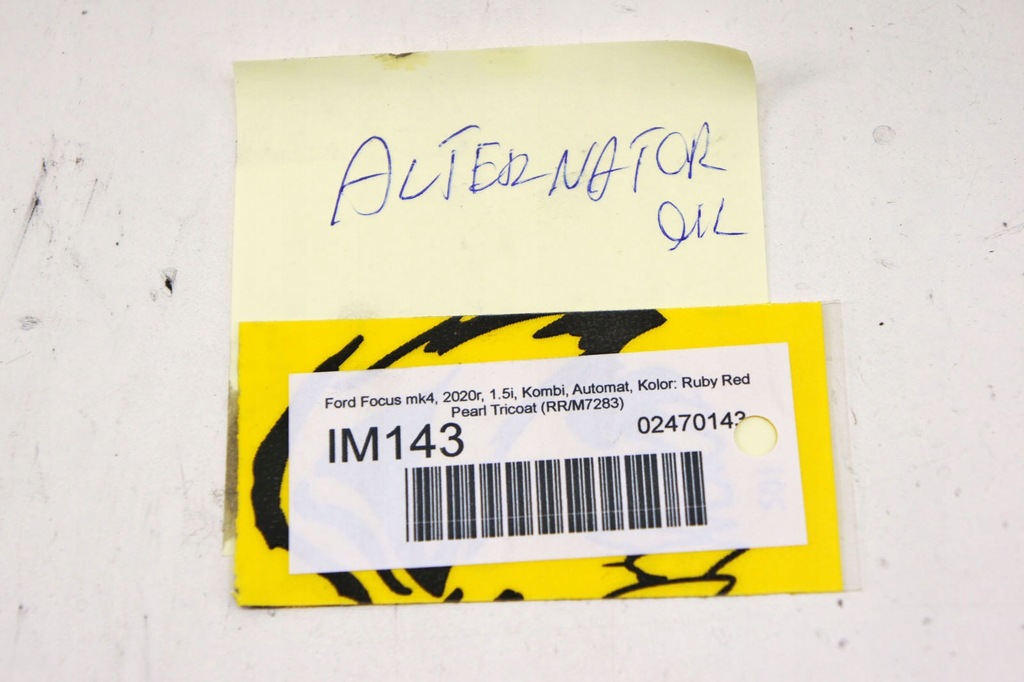 ALTERNATOR
OIL
Ford Focus mk4, 2020r, 1.5i, Kombi, Automat, Kolor: Ruby Red
Pearl Tricoat (RR/M7283)
IM143
02470143